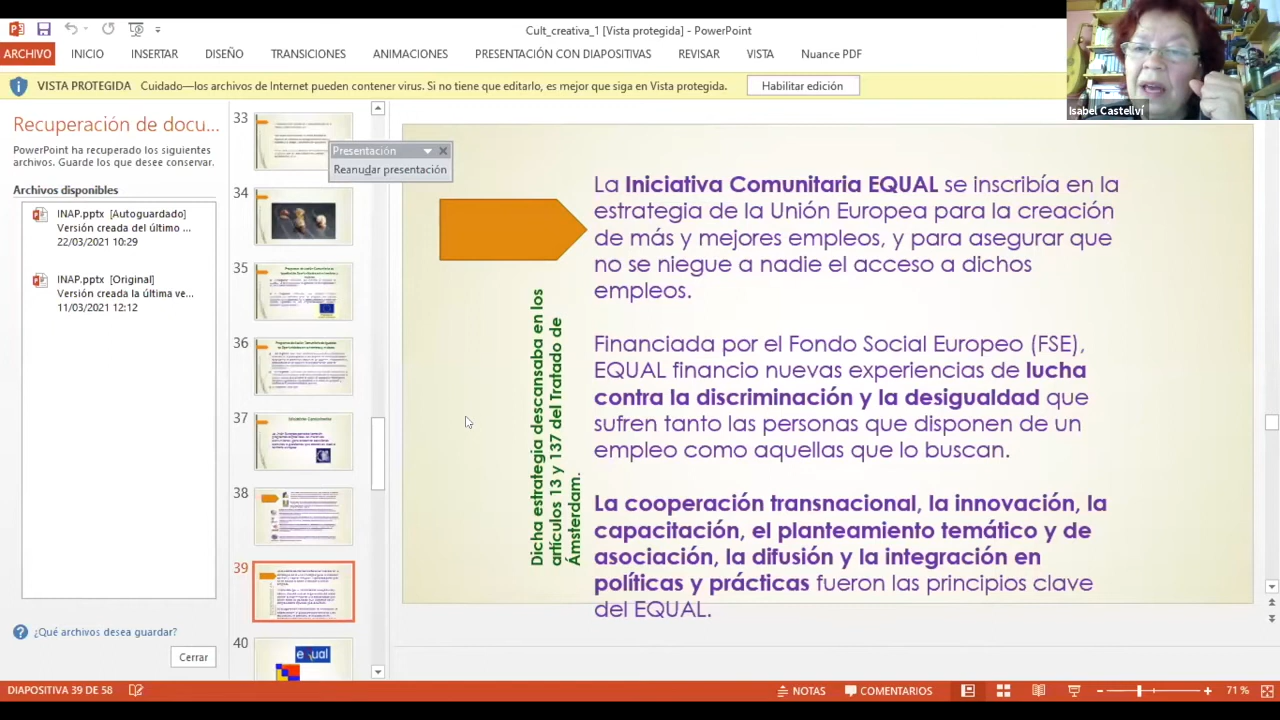 Cult_creativa_1 [Vista protegida] - PowerPoint
ARCHIVO INICIO INSERTAR DISEÑO TRANSICIONES ANIMACIONES PRESENTACIÓN CON DIAPOSITIVAS REVISAR VISTA Nuance PDF
Isabel Castellví
VISTA PROTEGIDA Cuidado—los archivos de Internet pueden contener virus. Si no tiene que editarlo, es mejor que siga en Vista protegida. Habilitar edición
Recuperación de docu...
PowerPoint ha recuperado los siguientes
archivos. Guarde los que desee conservar.
Archivos disponibles
INAP.pptx [Autoguardado]
Versión creada del último ...
22/03/2021 10:29
INAP.pptx [Original]
Versión creada la última ve...
11/03/2021 12:12
¿Qué archivos desea guardar?
Cerrar
33
34
35
36
37
38
39
40
Presentación
Reanudar presentación
La Iniciativa Comunitaria EQUAL se inscribía en la
estrategia de la Unión Europea para la creación
de más y mejores empleos, y para asegurar que
no se niegue a nadie el acceso a dichos
empleos.
Financiada por el Fondo Social Europeo (FSE),
EQUAL financió nuevas experiencias de lucha
contra la discriminación y la desigualdad que
sufren tanto las personas que disponen de un
empleo como aquellas que lo buscan.
La cooperación transnacional, la innovación, la
capacitación, el planteamiento temático y de
asociación, la difusión y la integración en
políticas y prácticas fueron las principios clave
del EQUAL.
Dicha estrategia descansaba en los
artículos 13 y 137 del Tratado de
Ámsterdam.
DIAPOSITIVA 39 DE 58 NOTAS COMENTARIOS 71 %